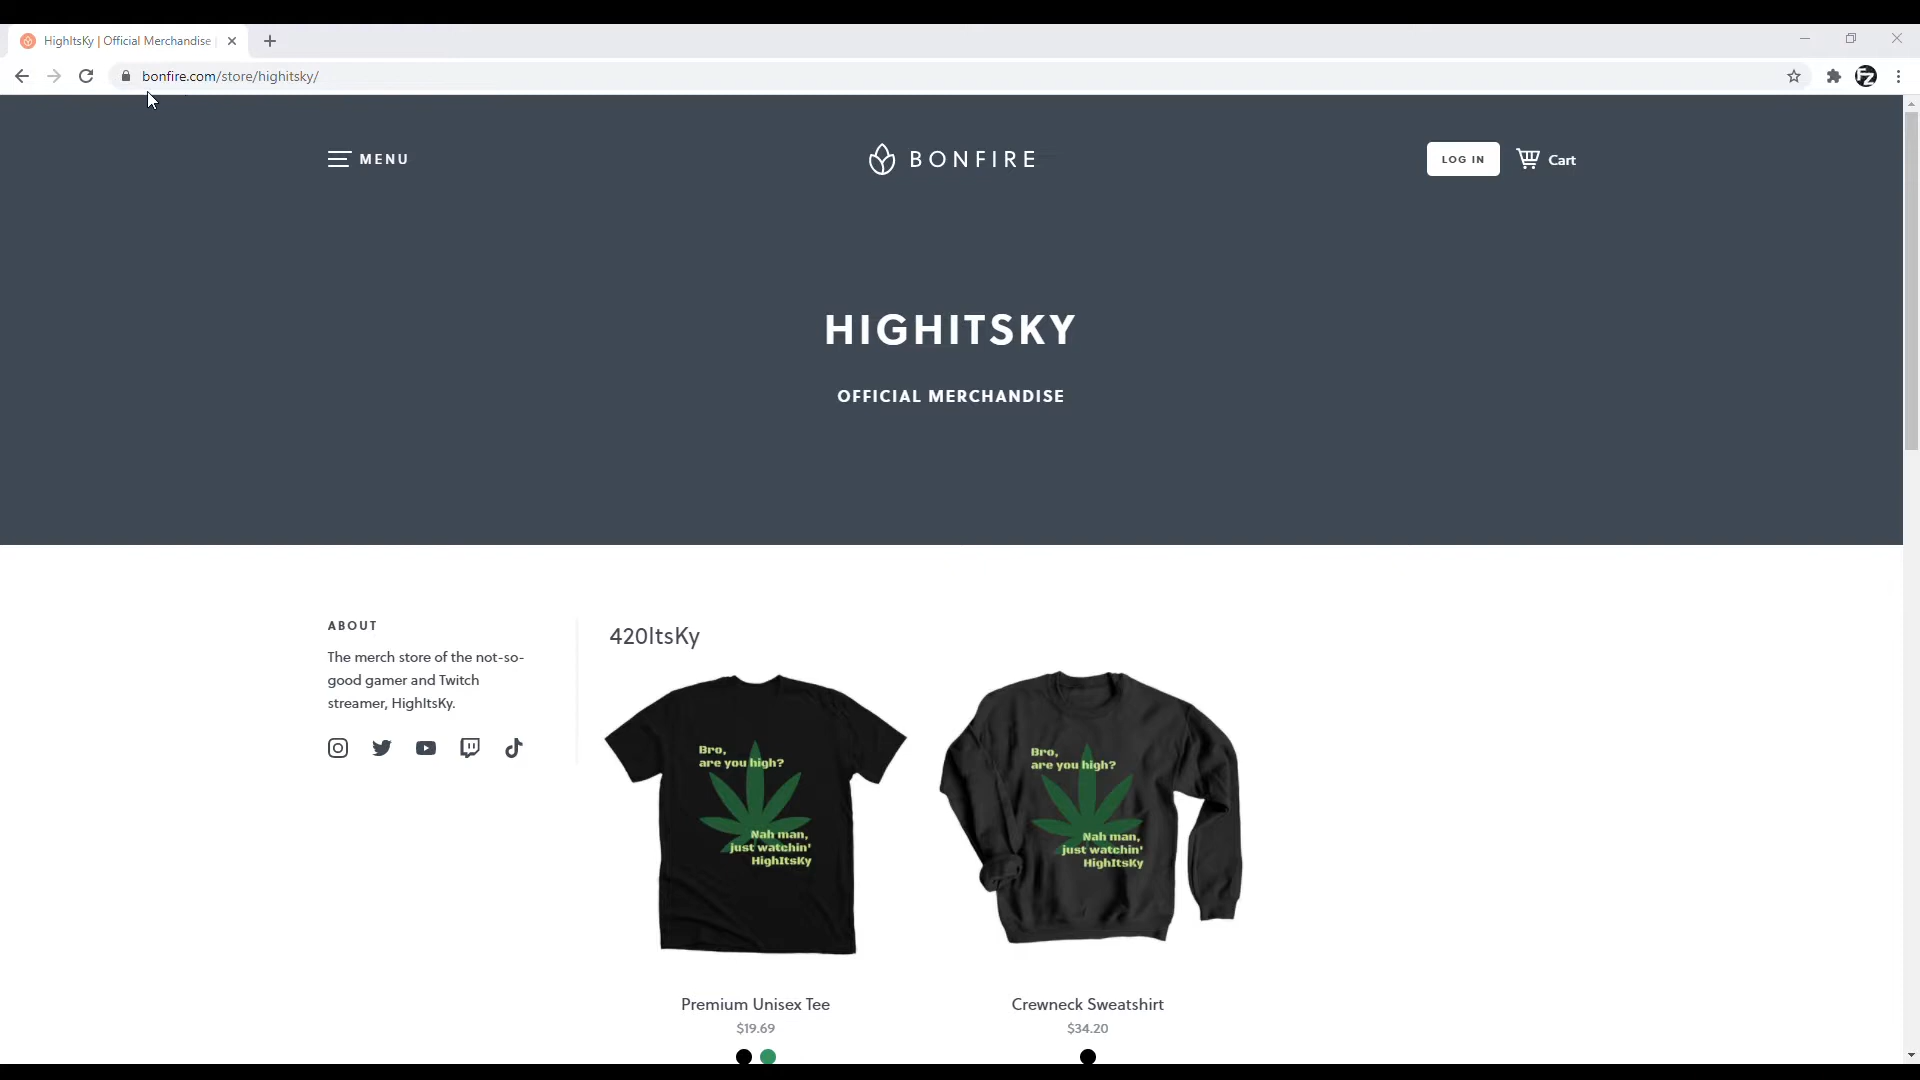 HighItsKy | Official Merchandise
bonfire.com/store/highitsky/
MENU
BONFIRE
LOG IN
Cart
HIGHITSKY
OFFICIAL MERCHANDISE
ABOUT
The merch store of the not-so-
good gamer and Twitch
streamer, HighItsKy.
420ItsKy
Bro,
are you high?
Nah man,
just watchin'
HighItsKy
Bro,
are you high?
Nah man,
just watchin'
HighItsKy
Premium Unisex Tee
$19.69
Crewneck Sweatshirt
$34.20